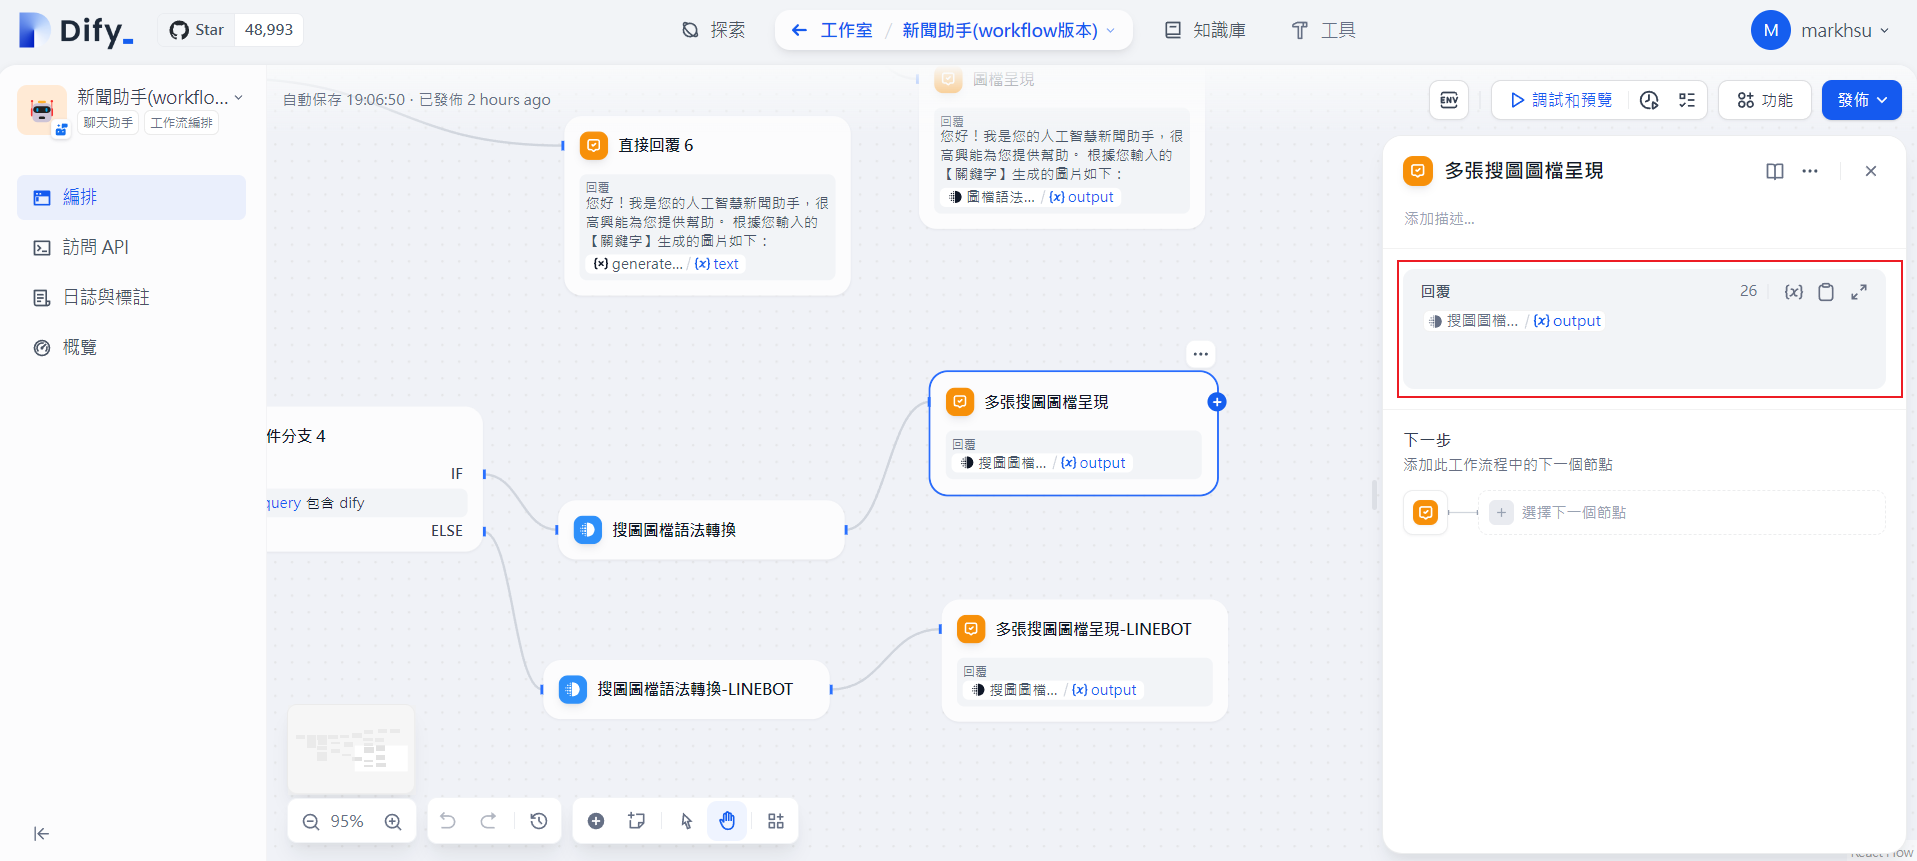 Dify_
Star 48,993
探索
工作室 / 新聞助手(workflow版本)
知識庫
工具
M markhsu
新聞助手(workflo...
聊天助手 工作流編排
編排
訪問 API
日誌與標註
概覽
自動保存 19:06:50 · 已發佈 2 hours ago
ENV
調試和預覽
功能
發佈
直接回覆 6
回覆
您好！我是您的人工智慧新聞助手，很
高興能為您提供幫助。 根據您輸入的
【關鍵字】生成的圖片如下：
{x} generate... / {x} text
圖檔呈現
回覆
您好！我是您的人工智慧新聞助手，很
高興能為您提供幫助。 根據您輸入的
【關鍵字】生成的圖片如下：
圖檔語法... / {x} output
件分支 4
IF
query 包含 dify
ELSE
搜圖圖檔語法轉換
多張搜圖圖檔呈現
回覆
搜圖圖檔... / {x} output
搜圖圖檔語法轉換-LINEBOT
多張搜圖圖檔呈現-LINEBOT
回覆
搜圖圖檔... / {x} output
95%
多張搜圖圖檔呈現
添加描述...
回覆 26 {x}
搜圖圖檔... / {x} output
下一步
添加此工作流程中的下一個節點
選擇下一個節點
React Flow